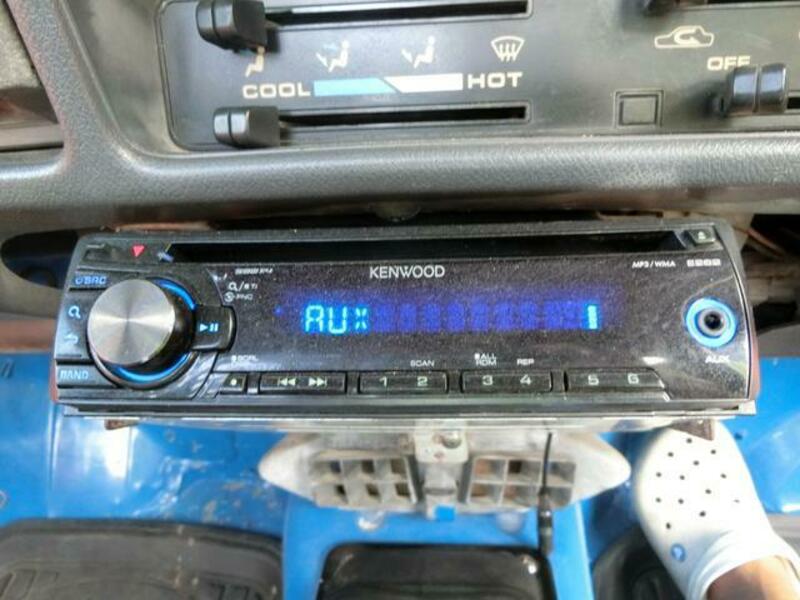 COOL HOT
OFF
KENWOOD
MP3/WMA
SRC
AUX
AUX
SCRL
SCAN
ALL
RDM
REP
BAND
1 2 3 4 5 6